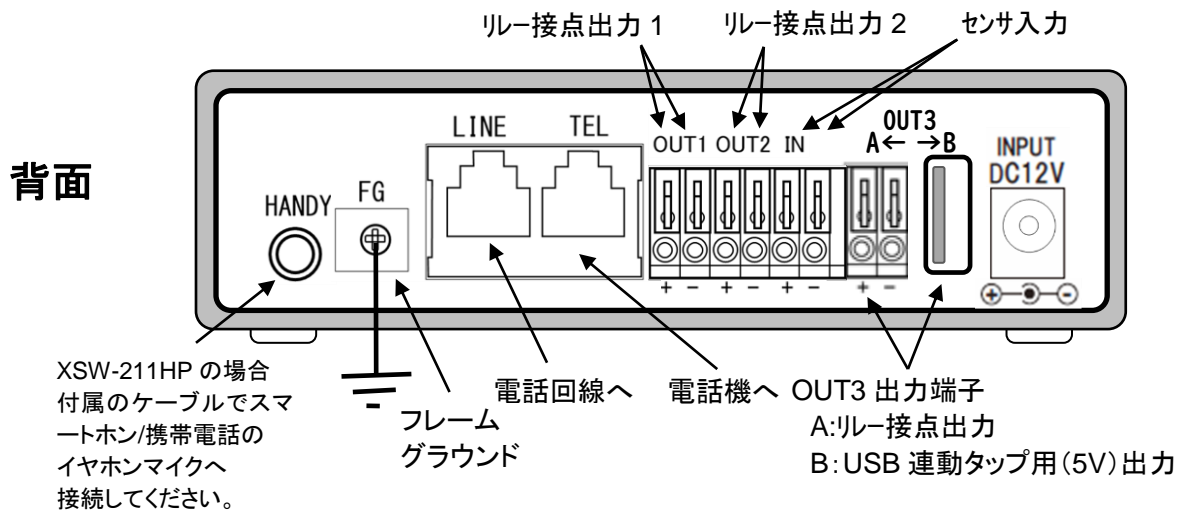 リレー接点出力 1 リレー接点出力 2 センサ入力
背面
LINE TEL
OUT1 OUT2 IN
OUT3
A← →B
INPUT
DC12V
HANDY
FG
+ − + − + − + −
+ −
XSW-211HP の場合
付属のケーブルでスマ
ートホン/携帯電話の
イヤホンマイクへ
接続してください。
フレーム
グラウンド
電話回線へ
電話機へ
OUT3 出力端子
A:リレー接点出力
B：USB 連動タップ用（5V）出力